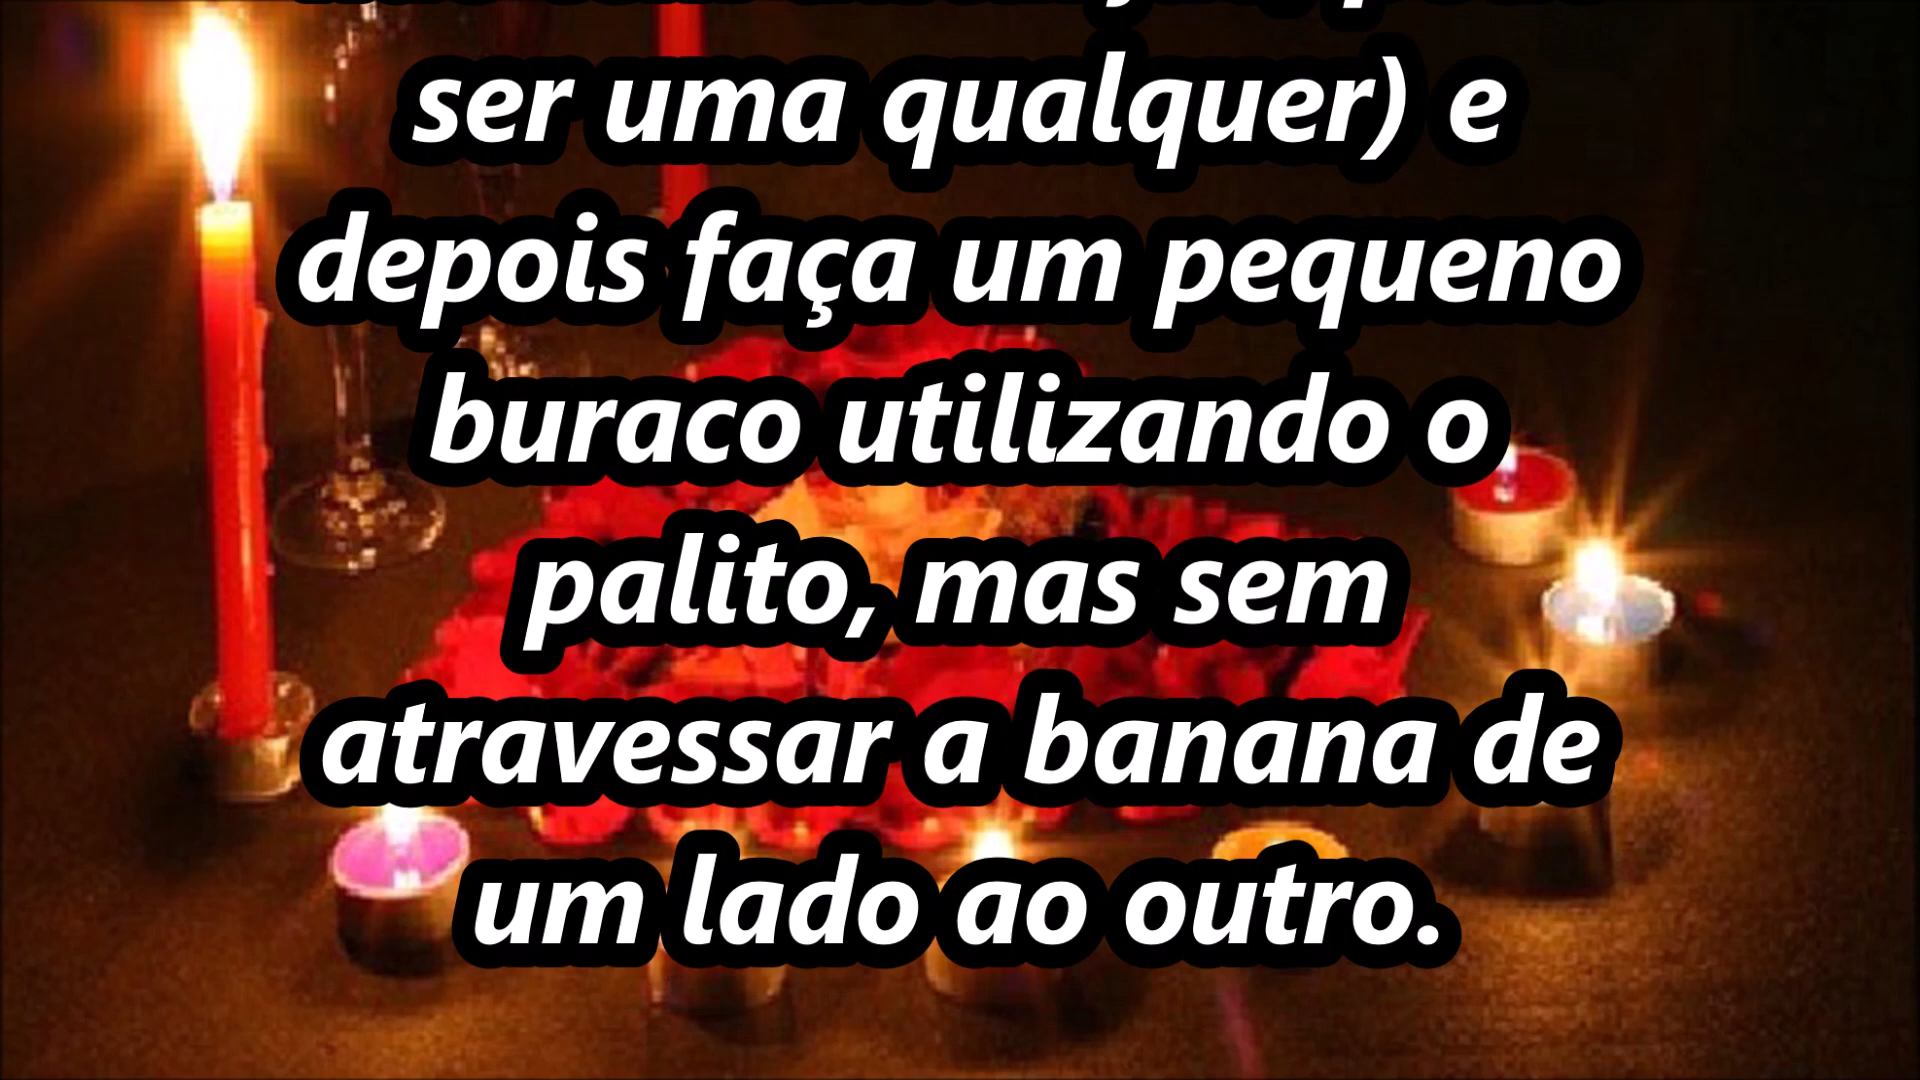 ser uma qualquer) e
depois faça um pequeno
buraco utilizando o
palito, mas sem
atravessar a banana de
um lado ao outro.